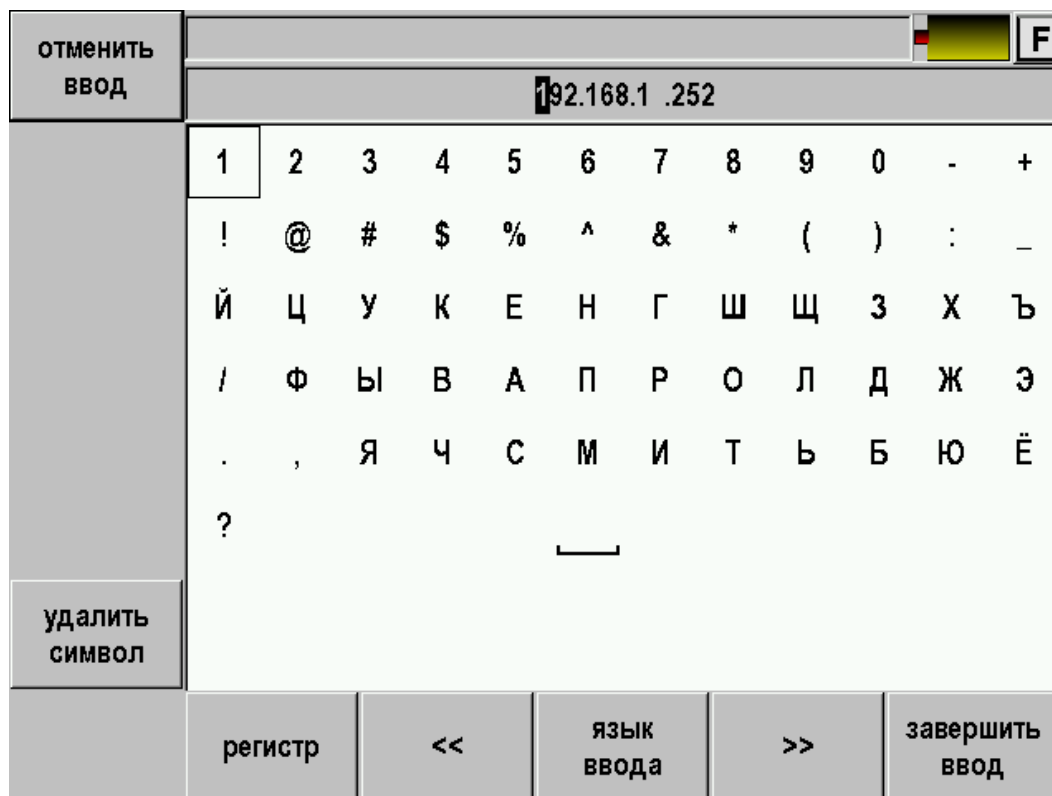 отменить
ввод
F
192.168.1 .252
1 2 3 4 5 6 7 8 9 0 - +
! @ # $ % ^ & * ( ) : _
Й Ц У К Е Н Г Ш Щ З Х Ъ
/ Ф Ы В А П Р О Л Д Ж Э
. , Я Ч С М И Т Ь Б Ю Ё
?
удалить
символ
регистр << язык
ввода >> завершить
ввод